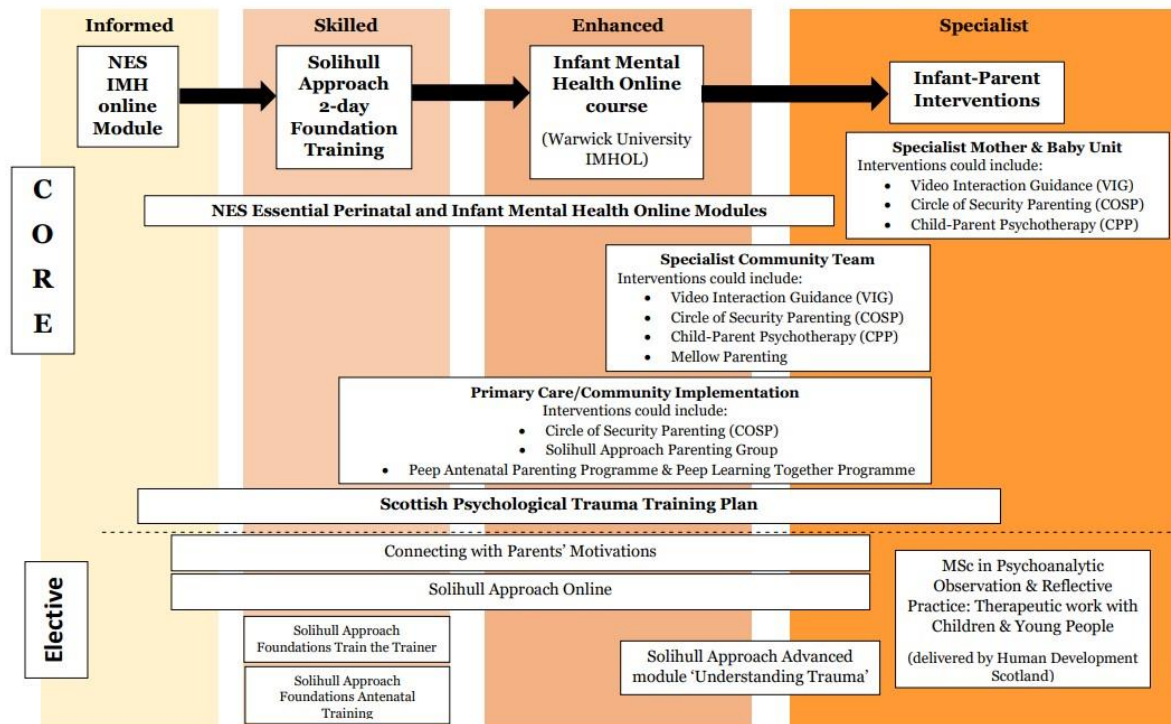 Informed
Skilled
Enhanced
Specialist
NES
IMH
online
Module
Solihull
Approach
2-day
Foundation
Training
Infant Mental
Health Online
course
(Warwick University
IMHOL)
Infant-Parent
Interventions
C
O
R
E
Specialist Mother & Baby Unit
Interventions could include:
• Video Interaction Guidance (VIG)
• Circle of Security Parenting (COSP)
• Child-Parent Psychotherapy (CPP)
NES Essential Perinatal and Infant Mental Health Online Modules
Specialist Community Team
Interventions could include:
• Video Interaction Guidance (VIG)
• Circle of Security Parenting (COSP)
• Child-Parent Psychotherapy (CPP)
• Mellow Parenting
Primary Care/Community Implementation
Interventions could include:
• Circle of Security Parenting (COSP)
• Solihull Approach Parenting Group
• Peep Antenatal Parenting Programme & Peep Learning Together Programme
Scottish Psychological Trauma Training Plan
Elective
Connecting with Parents' Motivations
Solihull Approach Online
Solihull Approach
Foundations Train the Trainer
Solihull Approach
Foundations Antenatal
Training
Solihull Approach Advanced
module 'Understanding Trauma'
MSc in Psychoanalytic
Observation & Reflective
Practice: Therapeutic work with
Children & Young People
(delivered by Human Development
Scotland)